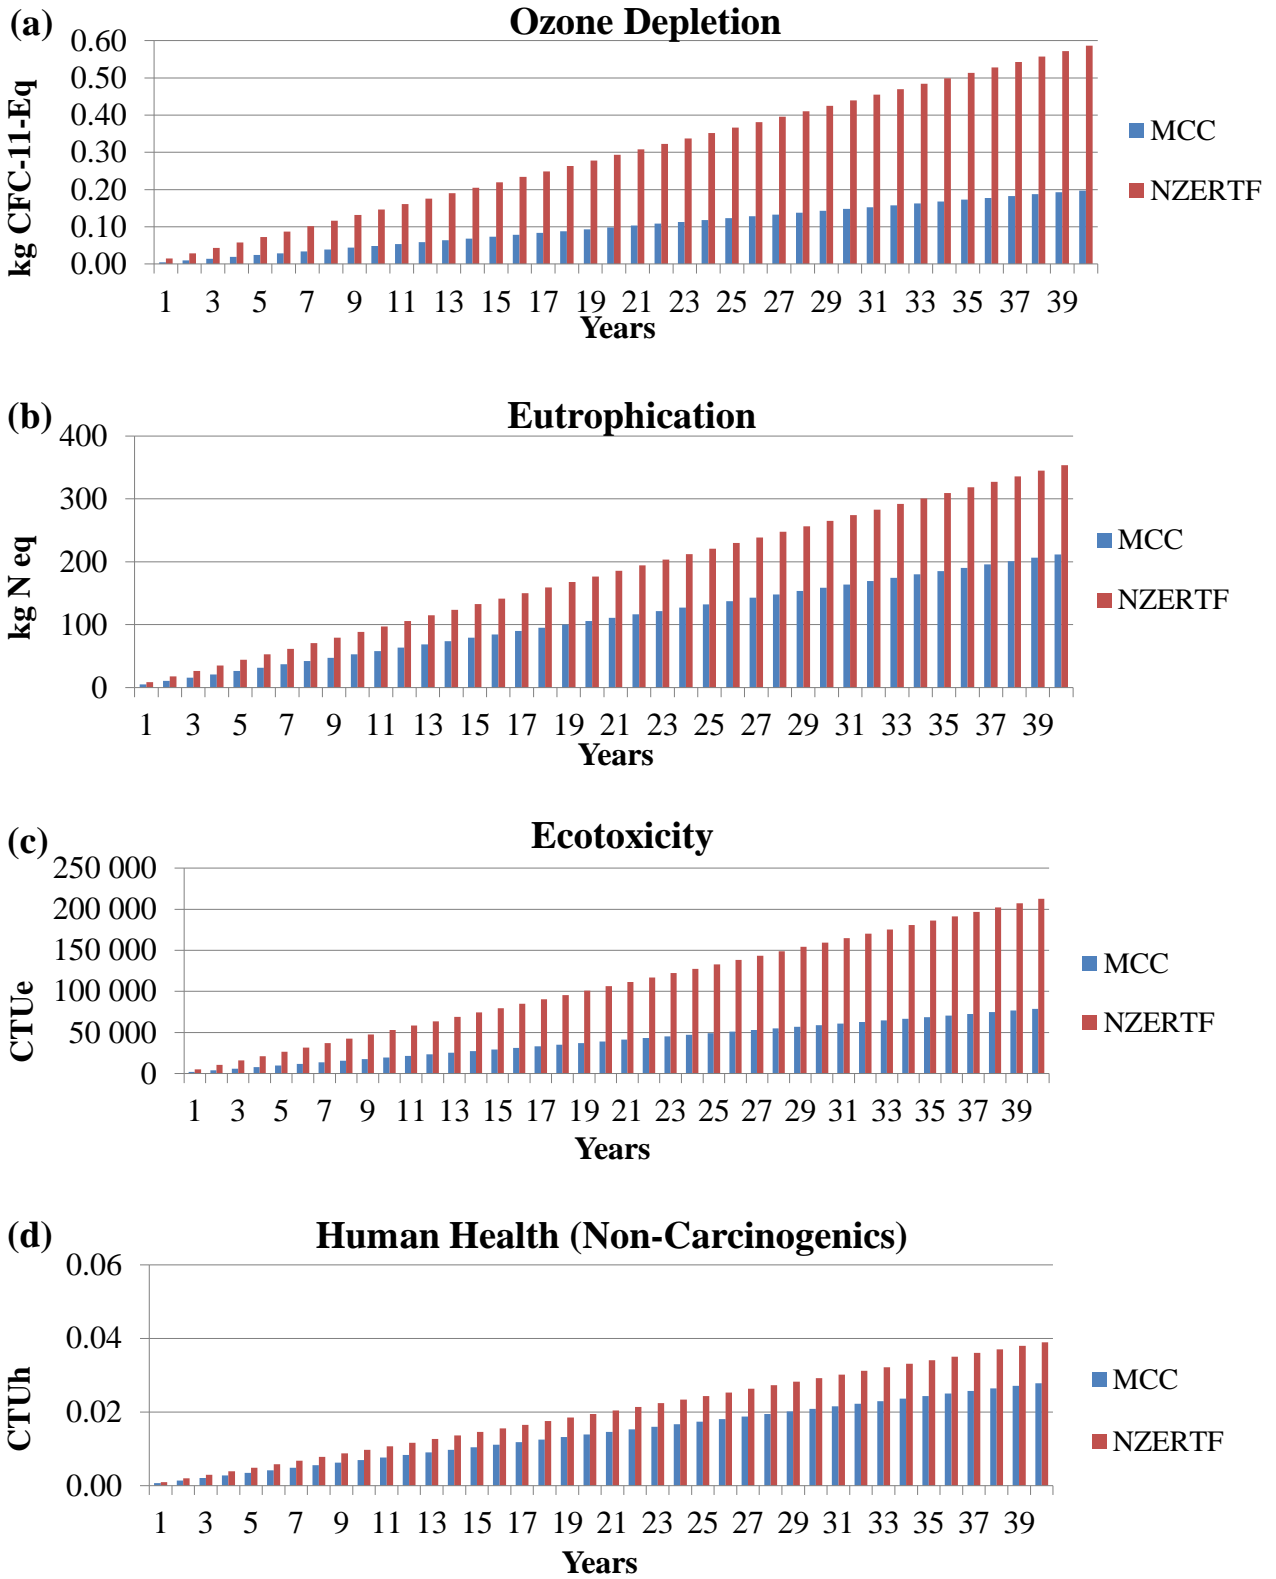 (a) Ozone Depletion
kg CFC-11-Eq
0.60
0.50
0.40
0.30
0.20
0.10
0.00
1 3 5 7 9 11 13 15 17 19 21 23 25 27 29 31 33 35 37 39
Years
MCC
NZERTF
(b) Eutrophication
kg N eq
400
300
200
100
0
1 3 5 7 9 11 13 15 17 19 21 23 25 27 29 31 33 35 37 39
Years
MCC
NZERTF
(c) Ecotoxicity
CTUe
250 000
200 000
150 000
100 000
50 000
0
1 3 5 7 9 11 13 15 17 19 21 23 25 27 29 31 33 35 37 39
Years
MCC
NZERTF
(d) Human Health (Non-Carcinogenics)
CTUh
0.06
0.04
0.02
0.00
1 3 5 7 9 11 13 15 17 19 21 23 25 27 29 31 33 35 37 39
Years
MCC
NZERTF